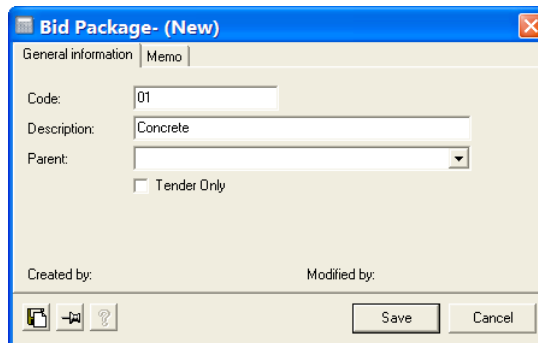 Bid Package- (New)
General information Memo
Code: 01
Description: Concrete
Parent:
Tender Only
Created by: Modified by:
? Save Cancel